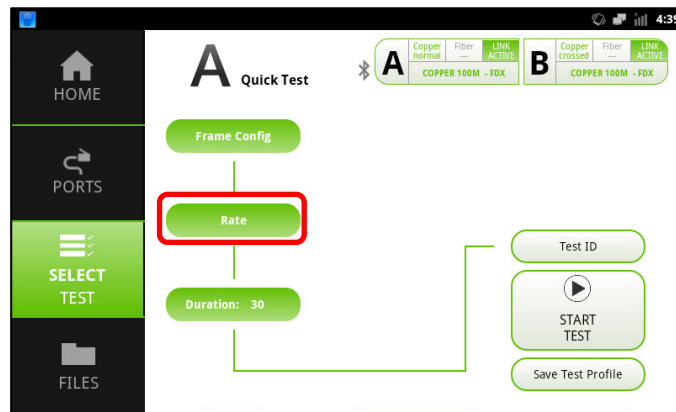 4:39
HOME
PORTS
SELECT
TEST
FILES
A Quick Test
A
Copper
normal
Fiber
—
LINK
ACTIVE
COPPER 100M - FDX
B
Copper
crossed
Fiber
—
LINK
ACTIVE
COPPER 100M - FDX
Frame Config
Rate
Duration: 30
Test ID
START
TEST
Save Test Profile